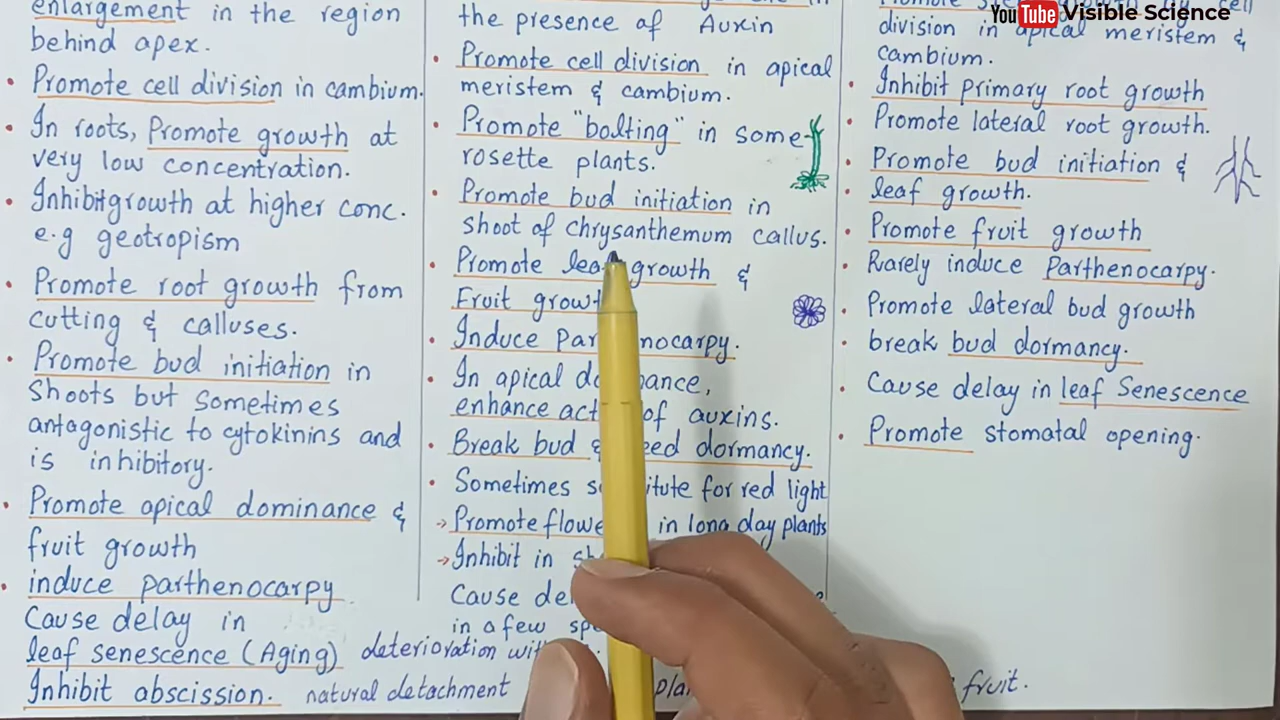 enlargement in the region
behind apex.
• Promote cell division in cambium.
• In roots, Promote growth at
very low concentration.
• Inhibit growth at higher conc.
e.g geotropism
• Promote root growth from
cutting & calluses.
• Promote bud initiation in
shoots but sometimes
antagonistic to cytokinins and
is inhibitory.
• Promote apical dominance &
fruit growth
• induce parthenocarpy
Cause delay in
leaf senescence (Aging) deterioration
Inhibit abscission. natural detachment fruit.
the presence of Auxin
• Promote cell division in apical
meristem & cambium.
• Promote "bolting" in some
rosette plants.
• Promote bud initiation in
shoot of chrysanthemum callus.
• Promote growth &
Fruit
• Induce
• In apical
enhance of auxins.
• Break bud dormancy.
• Sometimes for red light
→ Promote in long day plants
→ Inhibit in
Cause
in a few
YouTube Visible Science
division in apical meristem &
cambium.
• Inhibit primary root growth
• Promote lateral root growth.
• Promote bud initiation &
• leaf growth.
• Promote fruit growth
• Rarely induce Parthenocarpy.
• Promote lateral bud growth
• break bud dormancy.
• Cause delay in leaf Senescence
• Promote stomatal opening.